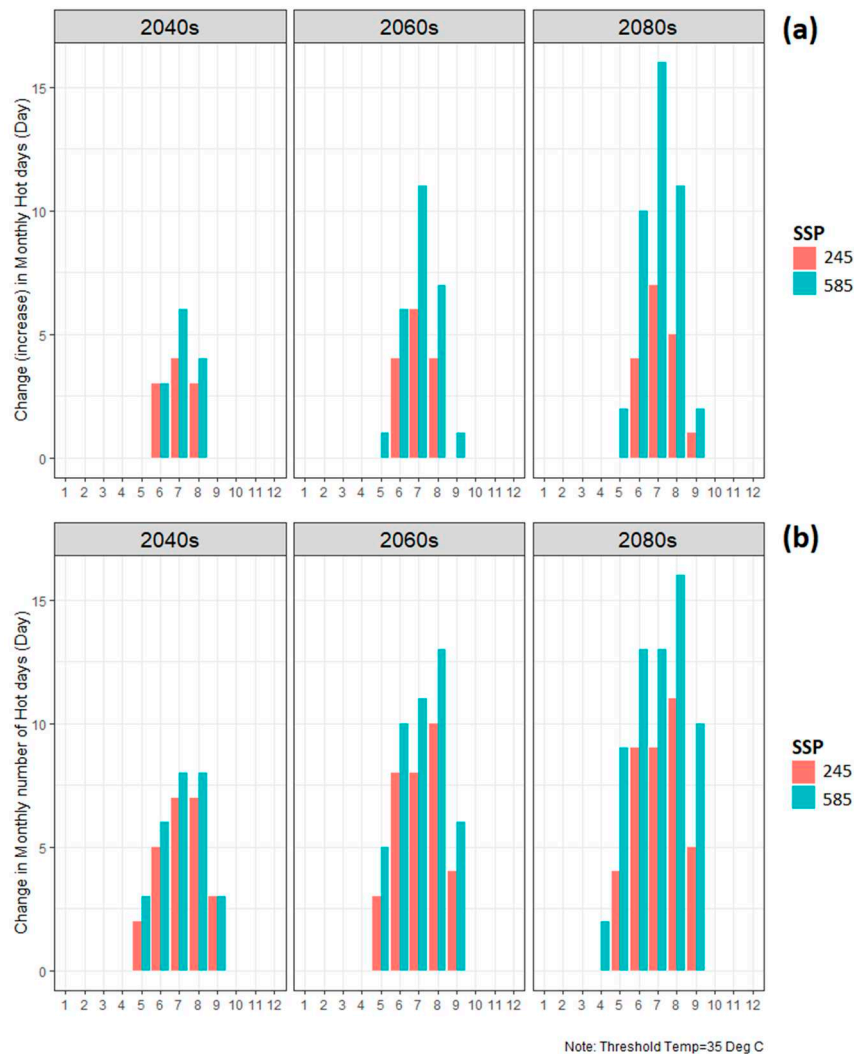 2040s 2060s 2080s (a)
Change (increase) in Monthly Hot days (Day)
15
10
5
0
1 2 3 4 5 6 7 8 9 10 11 12 1 2 3 4 5 6 7 8 9 10 11 12 1 2 3 4 5 6 7 8 9 10 11 12
SSP
245
585
2040s 2060s 2080s (b)
Change in Monthly number of Hot days (Day)
15
10
5
0
1 2 3 4 5 6 7 8 9 10 11 12 1 2 3 4 5 6 7 8 9 10 11 12 1 2 3 4 5 6 7 8 9 10 11 12
SSP
245
585
Note: Threshold Temp=35 Deg C